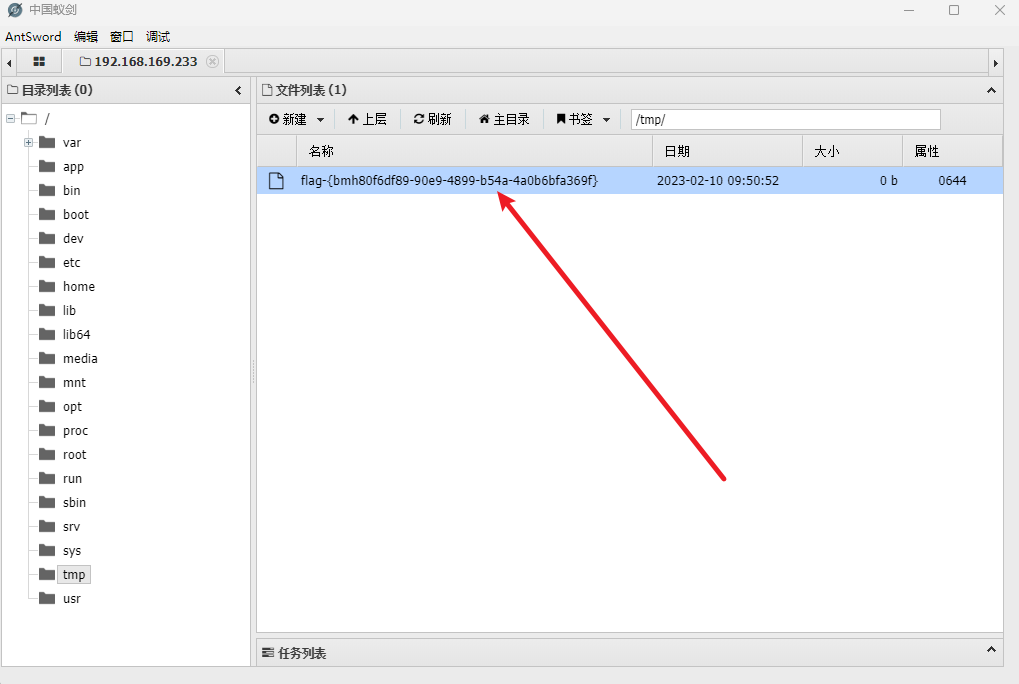 中国蚁剑
AntSword 编辑 窗口 调试
192.168.169.233
目录列表 (0)
/
var
app
bin
boot
dev
etc
home
lib
lib64
media
mnt
opt
proc
root
run
sbin
srv
sys
tmp
usr
文件列表 (1)
新建 上层 刷新 主目录 书签 /tmp/
名称 日期 大小 属性
flag-{bmh80f6df89-90e9-4899-b54a-4a0b6bfa369f} 2023-02-10 09:50:52 0 b 0644
任务列表